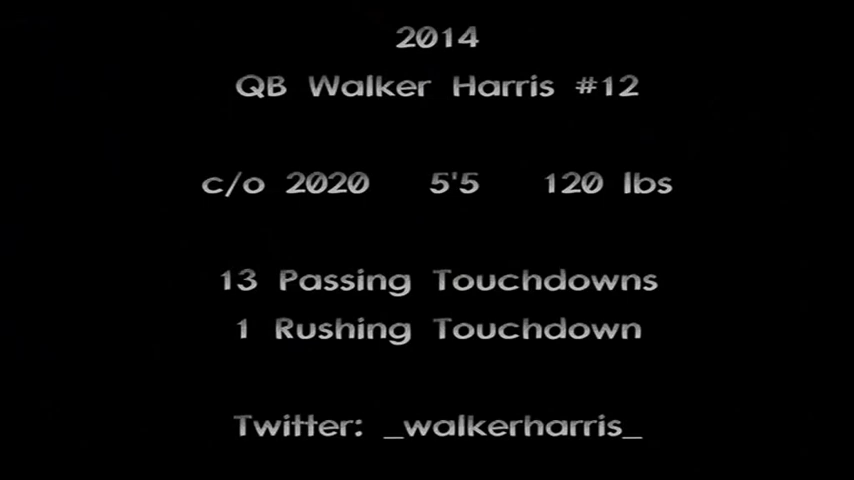 2014
QB Walker Harris #12
c/o 2020 5'5 120 lbs
13 Passing Touchdowns
1 Rushing Touchdown
Twitter: _walkerharris_